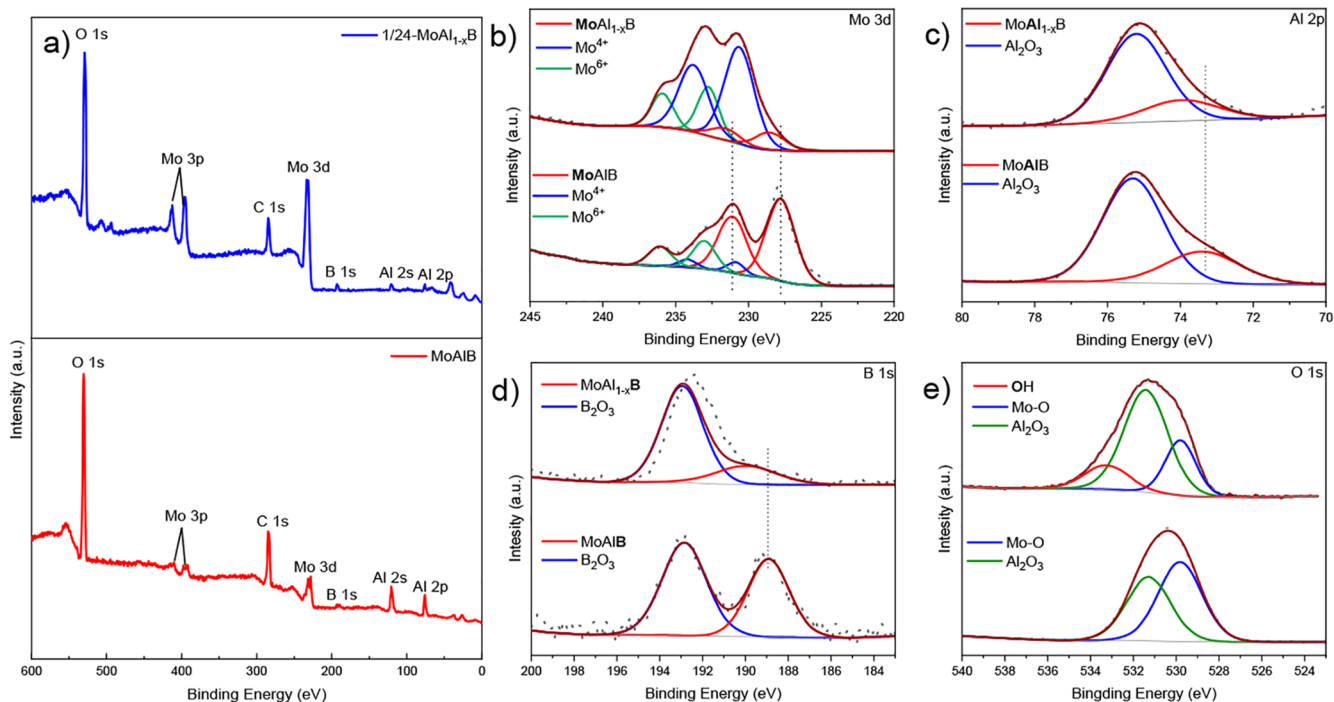 a)
O 1s
1/24-MoAl₁₋ₓB
Mo 3p
Mo 3d
C 1s
B 1s
Al 2s
Al 2p
MoAlB
O 1s
Mo 3p
C 1s
Mo 3d
B 1s
Al 2s
Al 2p
Intensity (a.u.)
600 500 400 300 200 100 0
Binding Energy (eV)
b)
Mo 3d
MoAl₁₋ₓB
Mo⁴⁺
Mo⁶⁺
MoAlB
Mo⁴⁺
Mo⁶⁺
Intensity (a.u.)
245 240 235 230 225 220
Binding Energy (eV)
c)
Al 2p
MoAl₁₋ₓB
Al₂O₃
MoAlB
Al₂O₃
Intensity (a.u.)
80 78 76 74 72 70
Binding Energy (eV)
d)
B 1s
MoAl₁₋ₓB
B₂O₃
MoAlB
B₂O₃
Intesity (a.u.)
200 198 196 194 192 190 188 186 184
Binding Energy (eV)
e)
O 1s
OH
Mo-O
Al₂O₃
Mo-O
Al₂O₃
Intesity (a.u.)
540 538 536 534 532 530 528 526 524
Bingding Energy (eV)